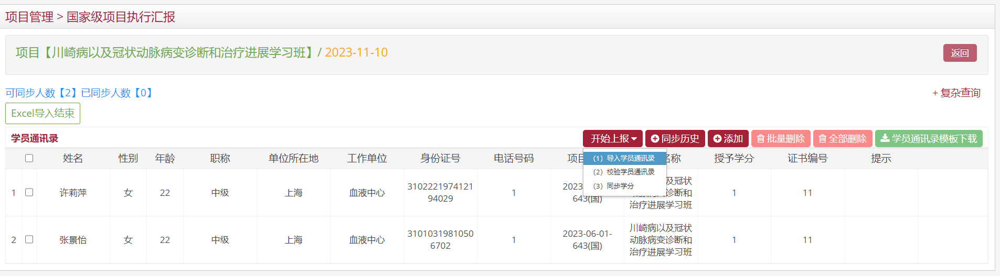 项目管理 > 国家级项目执行汇报
项目【川崎病以及冠状动脉病变诊断和治疗进展学习班】/ 2023-11-10
返回
可同步人数【2】已同步人数【0】
+ 复杂查询
Excel导入结束
学员通讯录
开始上报 同步历史 添加 批量删除 全部删除 学员通讯录模板下载
（1）导入学员通讯录
（2）校验学员通讯录
（3）同步学分
姓名 性别 年龄 职称 单位所在地 工作单位 身份证号 电话号码 项目 名称 授予学分 证书编号 提示
1 许莉萍 女 22 中级 上海 血液中心 3102221974121 94029 1 2023 643(国) 及冠状 诊断和 治疗进展学习班 1 11
2 张景怡 女 22 中级 上海 血液中心 3101031981050 6702 1 2023-06-01- 643(国) 川崎病以及冠状 动脉病变诊断和 治疗进展学习班 1 11